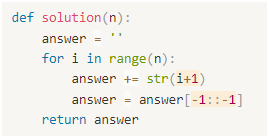 def solution(n):
    answer = ''
    for i in range(n):
        answer += str(i+1)
        answer = answer[-1::-1]
    return answer